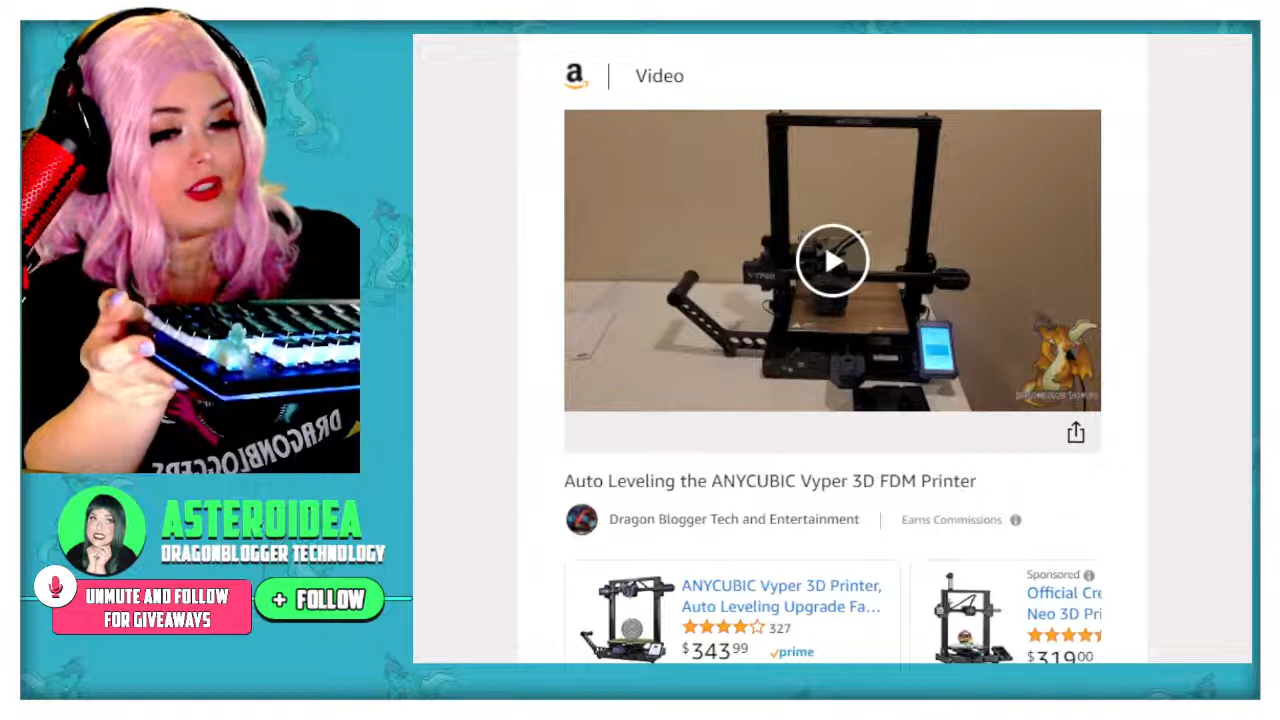 a | Video
ANYCUBIC
VYPER
DRAGONBLOGGERS
Auto Leveling the ANYCUBIC Vyper 3D FDM Printer
Dragon Blogger Tech and Entertainment | Earns Commissions
ANYCUBIC Vyper 3D Printer,
Auto Leveling Upgrade Fa...
327
$343⁹⁹ prime
Sponsored
Official Cre
Neo 3D Pri
$319⁰⁰
ASTEROIDEA
DRAGONBLOGGER TECHNOLOGY
UNMUTE AND FOLLOW
FOR GIVEAWAYS
+ FOLLOW